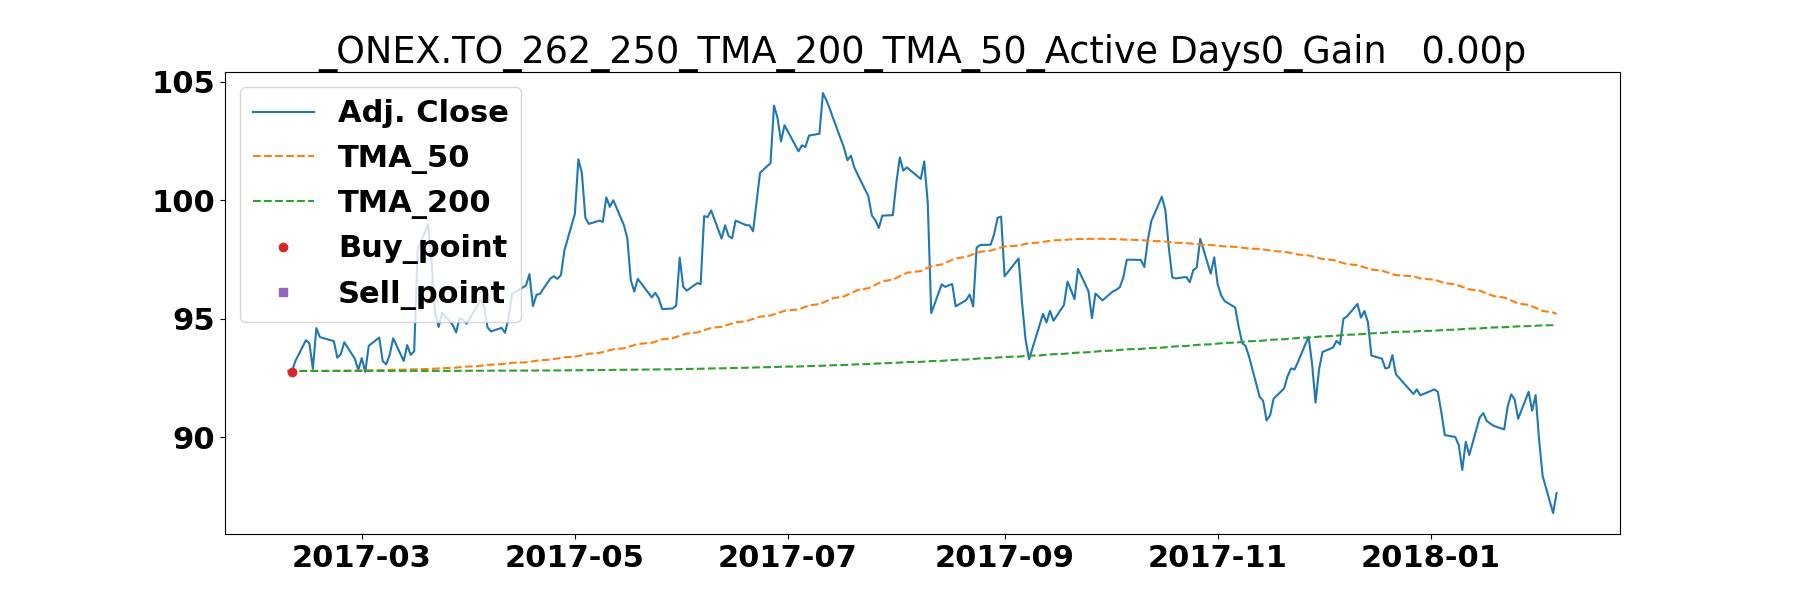 _ONEX.TO_262_250_TMA_200_TMA_50_Active Days0_Gain   0.00p
105
100
95
90
Adj. Close
TMA_50
TMA_200
Buy_point
Sell_point
2017-03 2017-05 2017-07 2017-09 2017-11 2018-01